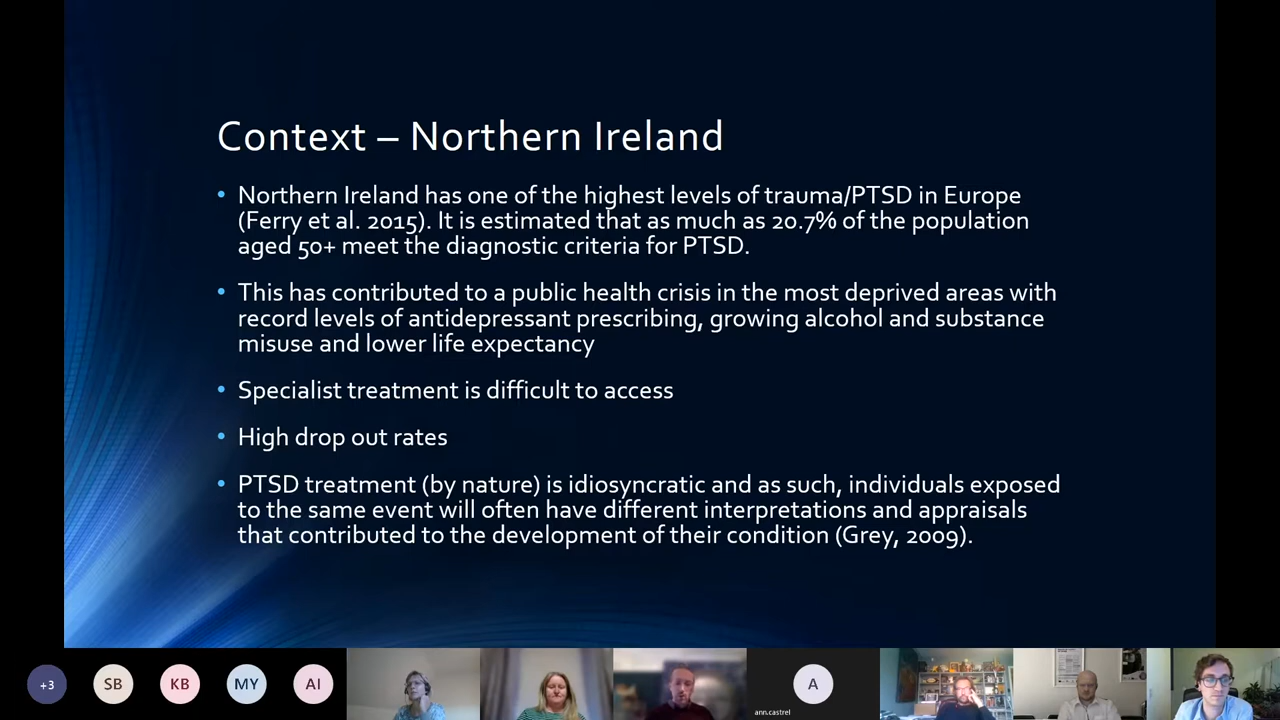 Context – Northern Ireland
• Northern Ireland has one of the highest levels of trauma/PTSD in Europe
(Ferry et al. 2015). It is estimated that as much as 20.7% of the population
aged 50+ meet the diagnostic criteria for PTSD.
• This has contributed to a public health crisis in the most deprived areas with
record levels of antidepressant prescribing, growing alcohol and substance
misuse and lower life expectancy
• Specialist treatment is difficult to access
• High drop out rates
• PTSD treatment (by nature) is idiosyncratic and as such, individuals exposed
to the same event will often have different interpretations and appraisals
that contributed to the development of their condition (Grey, 2009).
+3
SB
KB
MY
AI
A
ann.castrel